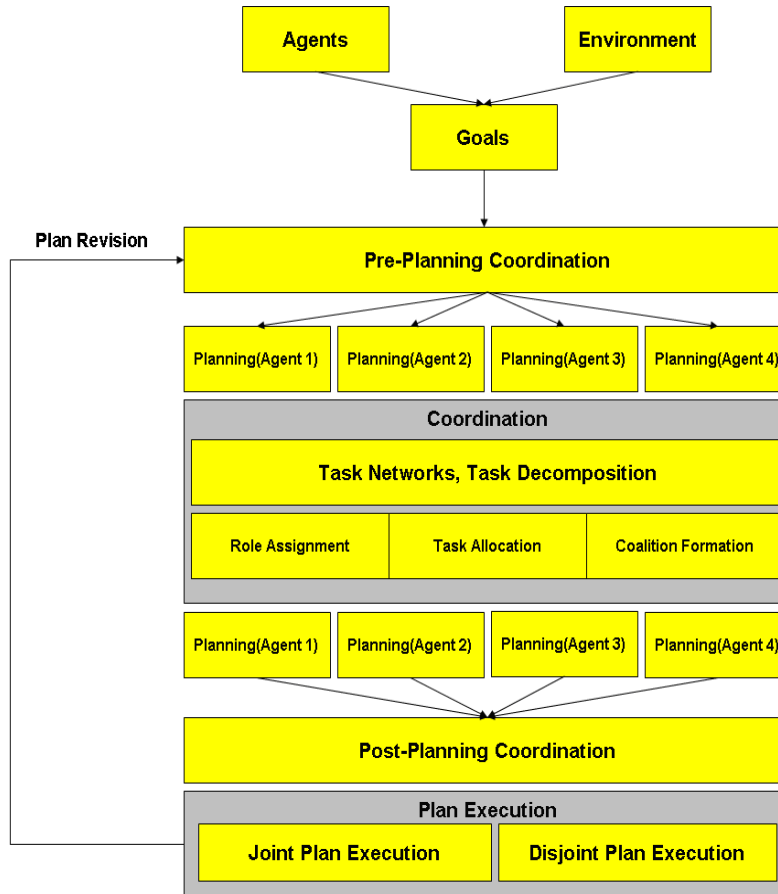 Agents
Environment
Goals
Plan Revision
Pre-Planning Coordination
Planning(Agent 1)
Planning(Agent 2)
Planning(Agent 3)
Planning(Agent 4)
Coordination
Task Networks, Task Decomposition
Role Assignment
Task Allocation
Coalition Formation
Planning(Agent 1)
Planning(Agent 2)
Planning(Agent 3)
Planning(Agent 4)
Post-Planning Coordination
Plan Execution
Joint Plan Execution
Disjoint Plan Execution